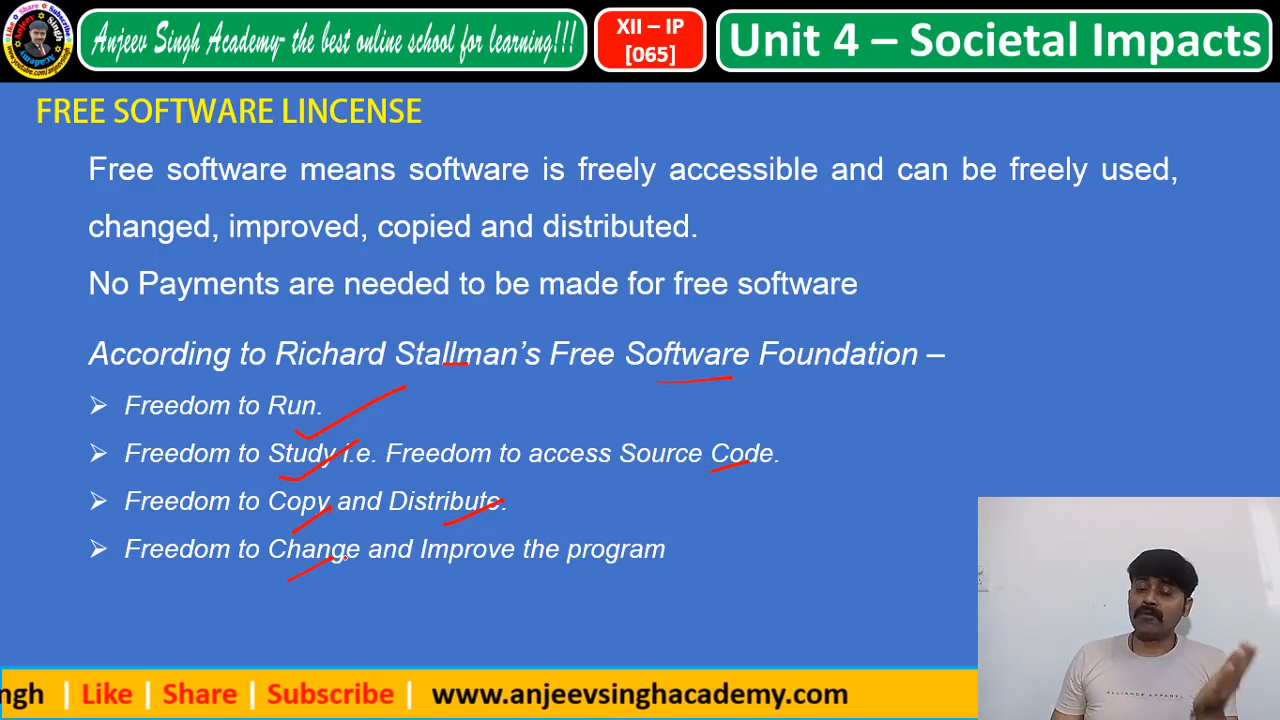 Anjeev Singh Academy- the best online school for learning!!!
XII – IP
[065]
Unit 4 – Societal Impacts
FREE SOFTWARE LINCENSE
Free software means software is freely accessible and can be freely used,
changed, improved, copied and distributed.
No Payments are needed to be made for free software
According to Richard Stallman’s Free Software Foundation –
➢ Freedom to Run.
➢ Freedom to Study i.e. Freedom to access Source Code.
➢ Freedom to Copy and Distribute.
➢ Freedom to Change and Improve the program
ALLIANCE APPAREL
ngh | Like | Share | Subscribe | www.anjeevsinghacademy.com